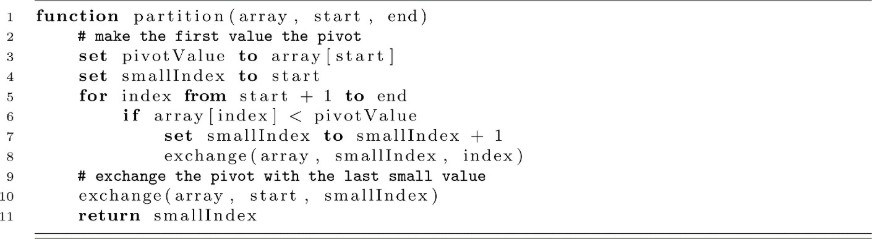 1 function partition(array, start, end)
2 # make the first value the pivot
3 set pivotValue to array[start]
4 set smallIndex to start
5 for index from start + 1 to end
6 if array[index] < pivotValue
7 set smallIndex to smallIndex + 1
8 exchange(array, smallIndex, index)
9 # exchange the pivot with the last small value
10 exchange(array, start, smallIndex)
11 return smallIndex